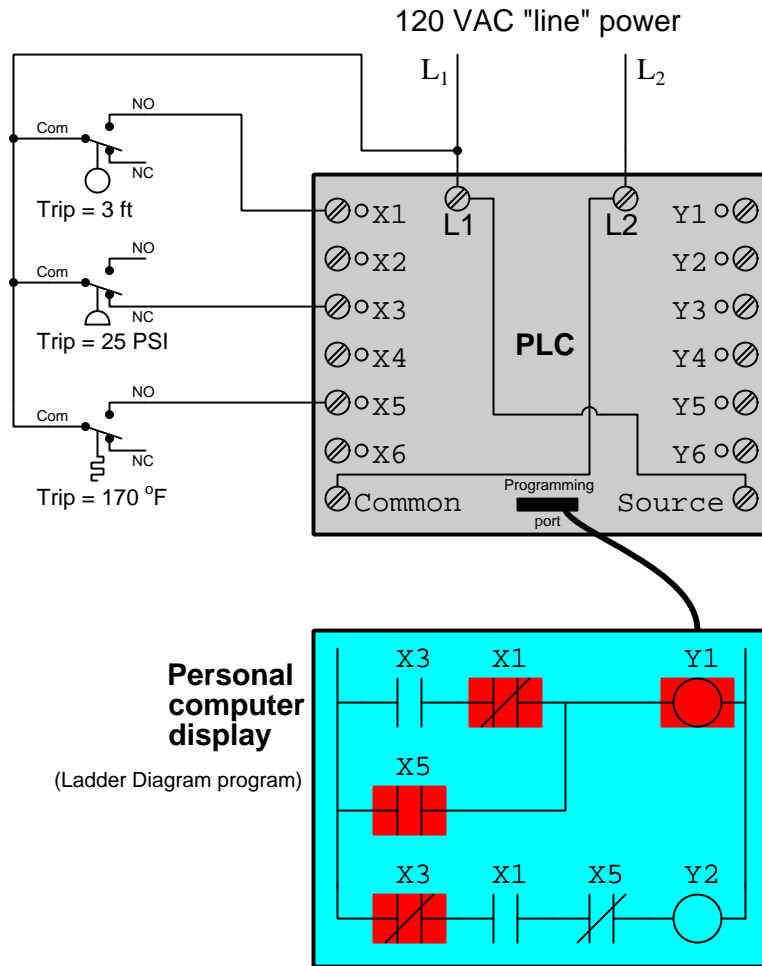 120 VAC "line" power
L1 L2
NO
Com
NC
Trip = 3 ft
NO
Com
NC
Trip = 25 PSI
NO
Com
NC
Trip = 170 °F
X1 L1 L2 Y1
X2 Y2
X3 Y3
PLC
X4 Y4
X5 Y5
X6 Y6
Common Programming port Source
Personal
computer
display
(Ladder Diagram program)
X3 X1 Y1
X5
X3 X1 X5 Y2